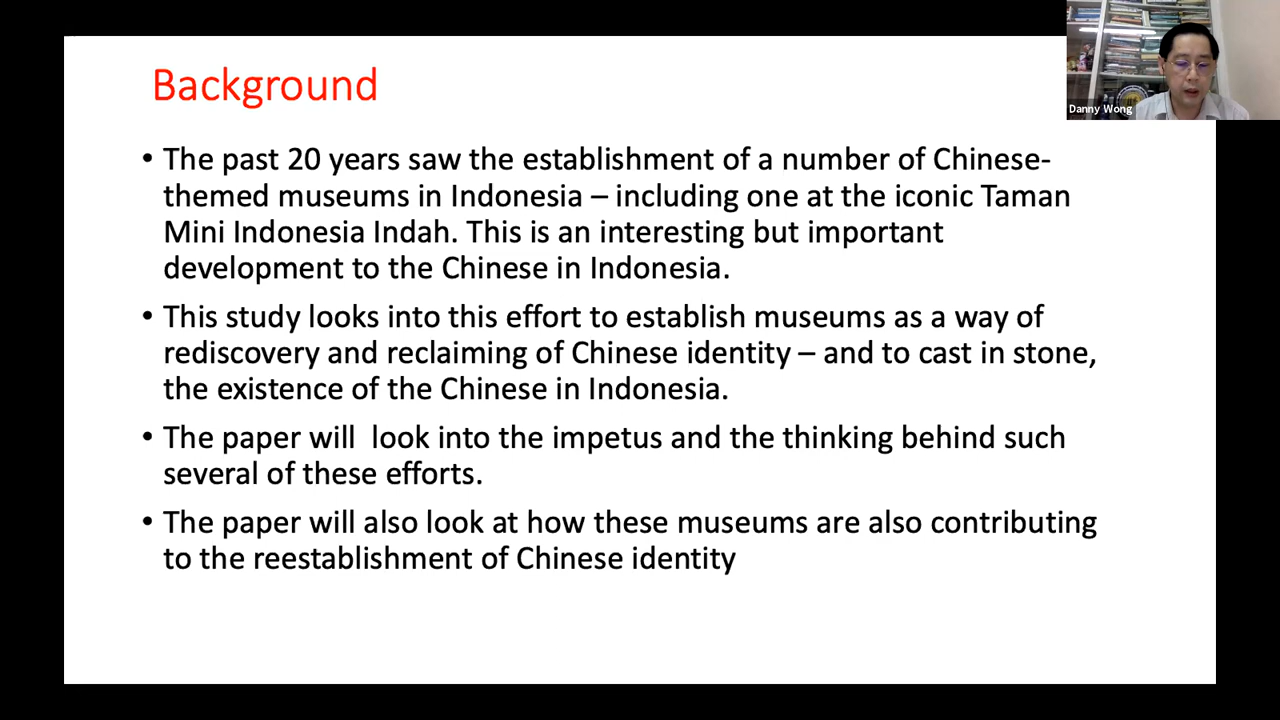 Background
• The past 20 years saw the establishment of a number of Chinese-
themed museums in Indonesia – including one at the iconic Taman
Mini Indonesia Indah. This is an interesting but important
development to the Chinese in Indonesia.
• This study looks into this effort to establish museums as a way of
rediscovery and reclaiming of Chinese identity – and to cast in stone,
the existence of the Chinese in Indonesia.
• The paper will  look into the impetus and the thinking behind such
several of these efforts.
• The paper will also look at how these museums are also contributing
to the reestablishment of Chinese identity
Danny Wong